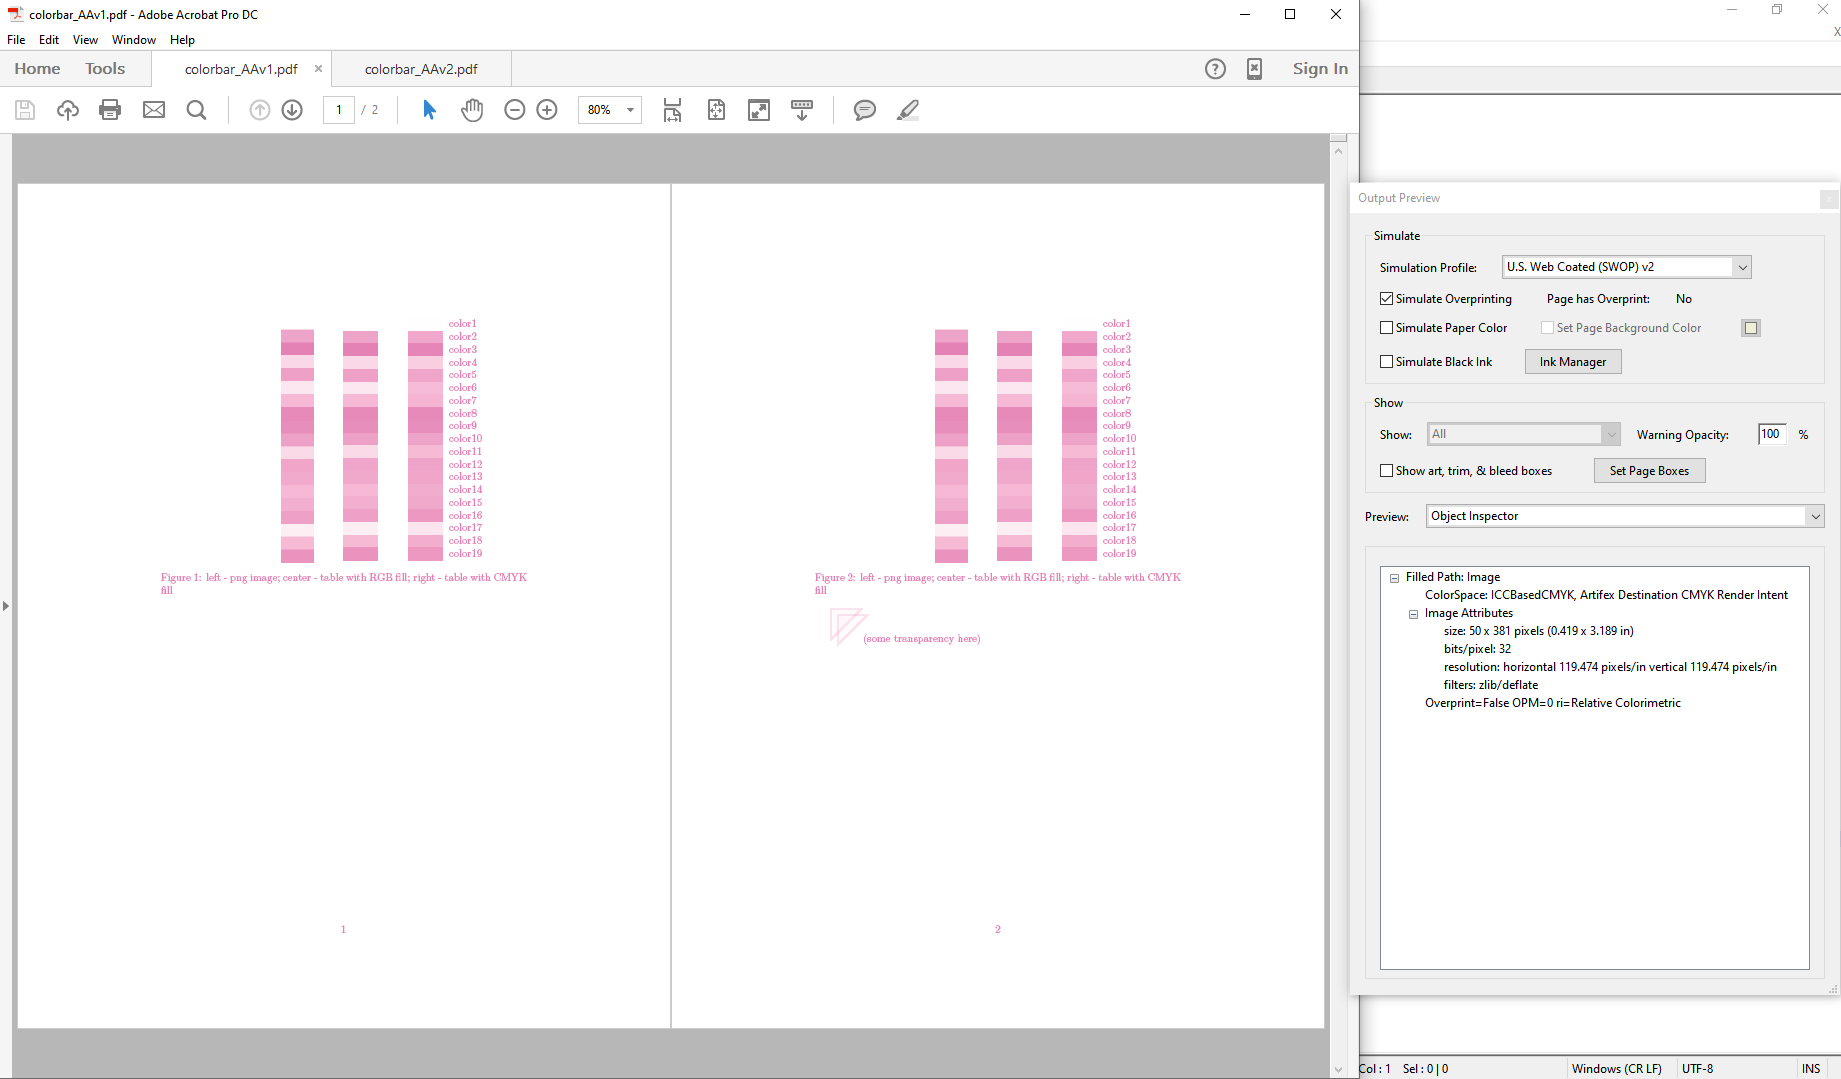 colorbar_AAv1.pdf - Adobe Acrobat Pro DC
File Edit View Window Help
Home Tools colorbar_AAv1.pdf × colorbar_AAv2.pdf Sign In
1 / 2 80%
color1
color2
color3
color4
color5
color6
color7
color8
color9
color10
color11
color12
color13
color14
color15
color16
color17
color18
color19
Figure 1: left - png image; center - table with RGB fill; right - table with CMYK
fill
1
color1
color2
color3
color4
color5
color6
color7
color8
color9
color10
color11
color12
color13
color14
color15
color16
color17
color18
color19
Figure 2: left - png image; center - table with RGB fill; right - table with CMYK
fill
(some transparency here)
2
Output Preview
Simulate
Simulation Profile: U.S. Web Coated (SWOP) v2
Simulate Overprinting Page has Overprint: No
Simulate Paper Color Set Page Background Color
Simulate Black Ink Ink Manager
Show
Show: All Warning Opacity: 100 %
Show art, trim, & bleed boxes Set Page Boxes
Preview: Object Inspector
Filled Path: Image
ColorSpace: ICCBasedCMYK, Artifex Destination CMYK Render Intent
Image Attributes
size: 50 x 381 pixels (0.419 x 3.189 in)
bits/pixel: 32
resolution: horizontal 119.474 pixels/in vertical 119.474 pixels/in
filters: zlib/deflate
Overprint=False OPM=0 ri=Relative Colorimetric
Col : 1 Sel : 0 | 0 Windows (CR LF) UTF-8 INS